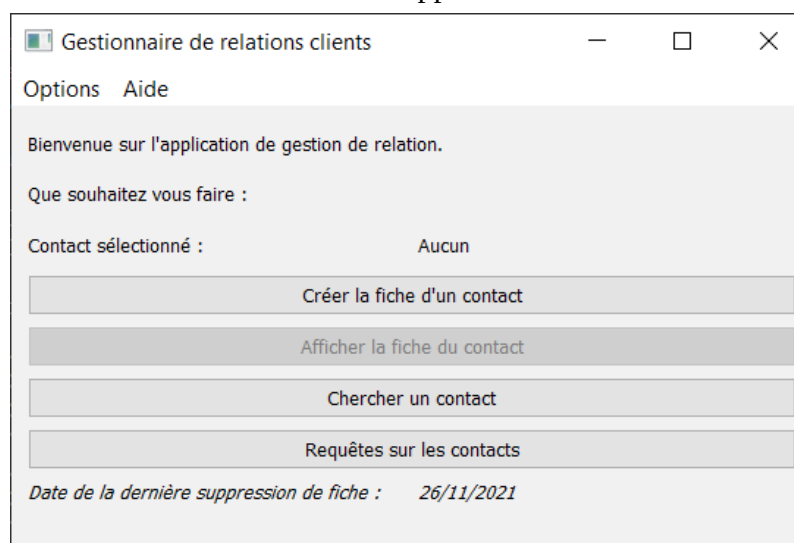 Gestionnaire de relations clients
Options Aide
Bienvenue sur l'application de gestion de relation.
Que souhaitez vous faire :
Contact sélectionné : Aucun
Créer la fiche d'un contact
Afficher la fiche du contact
Chercher un contact
Requêtes sur les contacts
Date de la dernière suppression de fiche : 26/11/2021